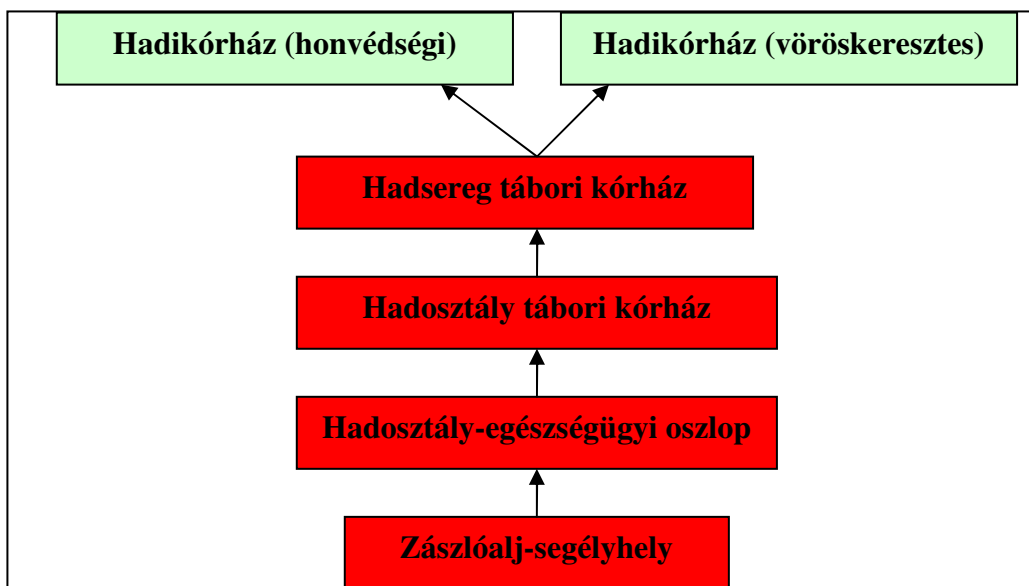 Hadikórház (honvédségi)
Hadikórház (vöröskeresztes)
Hadsereg tábori kórház
Hadosztály tábori kórház
Hadosztály-egészségügyi oszlop
Zászlóalj-segélyhely